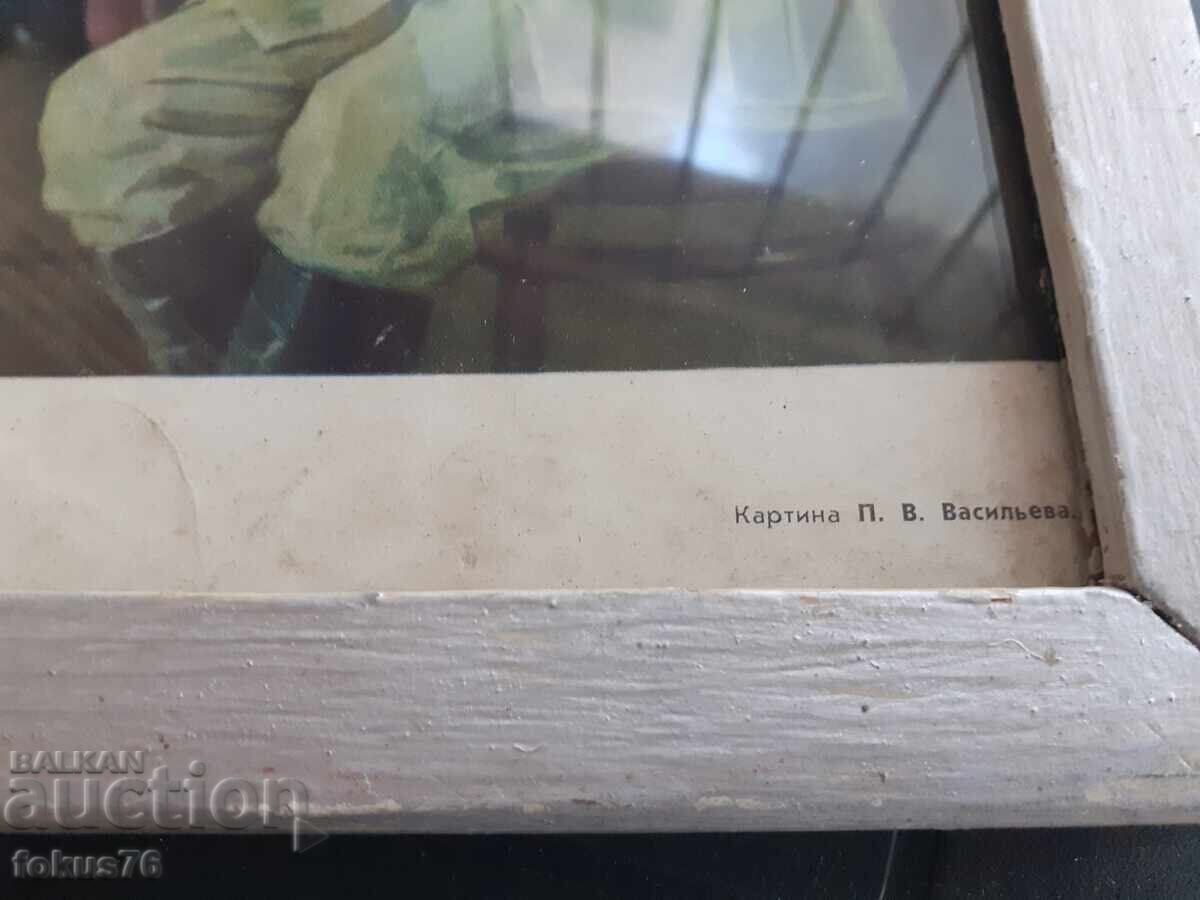 Картина П. В. Васильева.
BALKAN
auction
fokus76